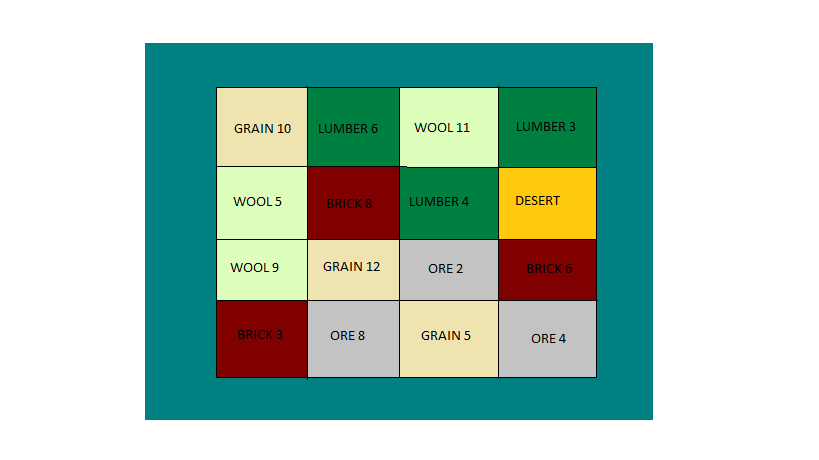 GRAIN 10
LUMBER 6
WOOL 11
LUMBER 3
WOOL 5
BRICK 8
LUMBER 4
DESERT
WOOL 9
GRAIN 12
ORE 2
BRICK 6
BRICK 3
ORE 8
GRAIN 5
ORE 4